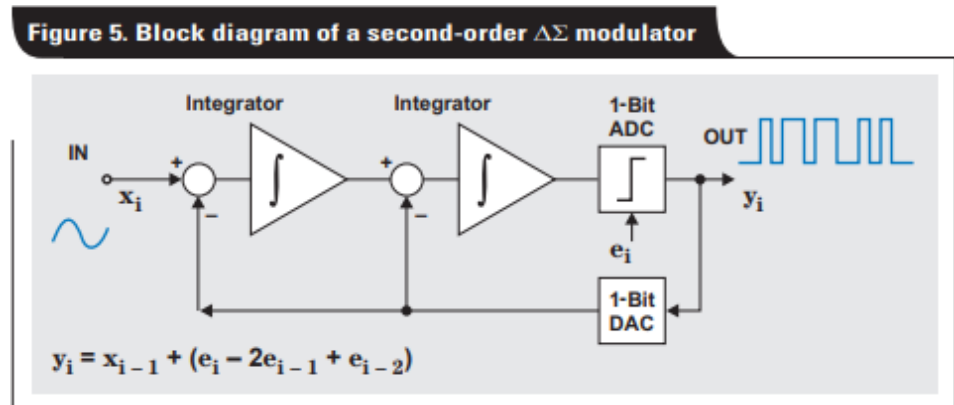 Figure 5. Block diagram of a second-order ΔΣ modulator
Integrator
Integrator
1-Bit
ADC
OUT
IN
+
+
∫
∫
xᵢ
–
–
yᵢ
eᵢ
1-Bit
DAC
yᵢ = xᵢ₋₁ + (eᵢ – 2eᵢ₋₁ + eᵢ₋₂)